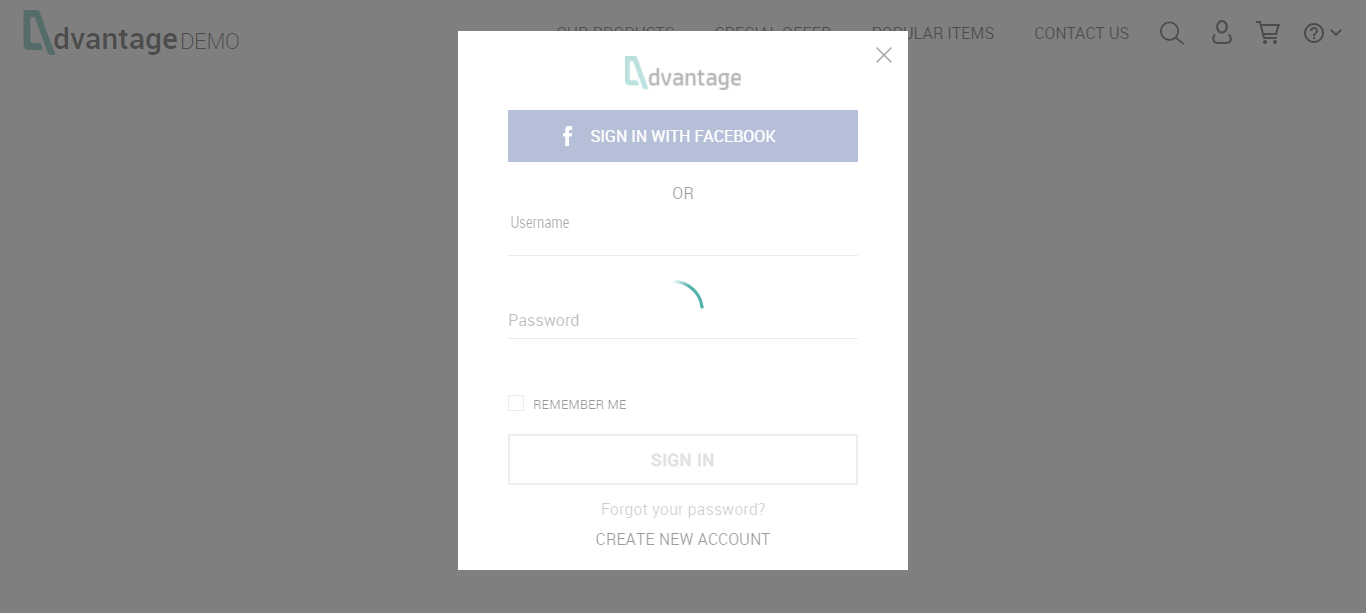 dvantage DEMO
OUR PRODUCTS SPECIAL OFFER POPULAR ITEMS CONTACT US
dvantage
SIGN IN WITH FACEBOOK
OR
Username
Password
REMEMBER ME
SIGN IN
Forgot your password?
CREATE NEW ACCOUNT